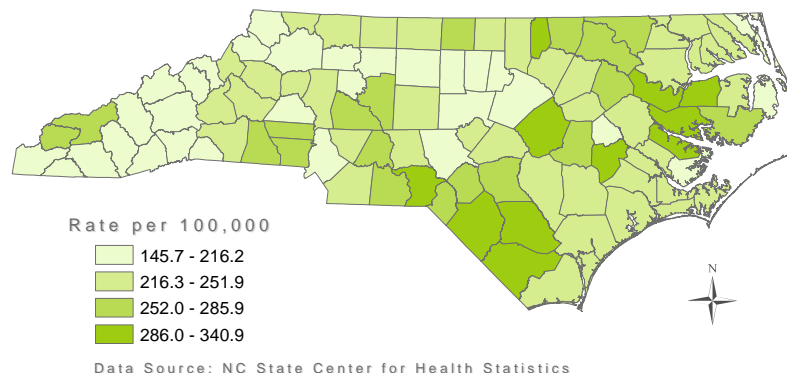 Rate per 100,000
145.7 - 216.2
216.3 - 251.9
252.0 - 285.9
286.0 - 340.9
N
Data Source: NC State Center for Health Statistics